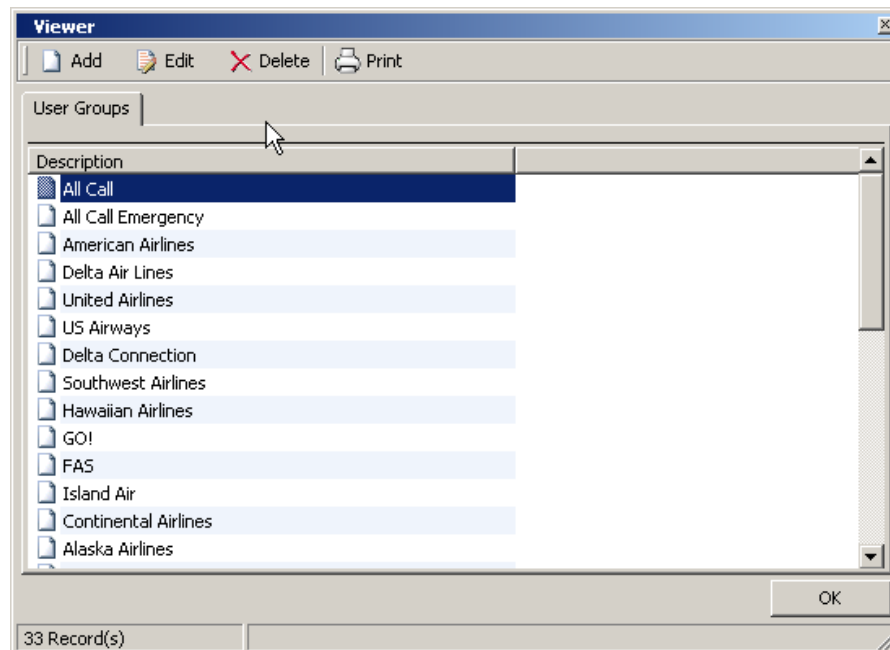 Viewer
Add Edit Delete Print
User Groups
Description
All Call
All Call Emergency
American Airlines
Delta Air Lines
United Airlines
US Airways
Delta Connection
Southwest Airlines
Hawaiian Airlines
GO!
FAS
Island Air
Continental Airlines
Alaska Airlines
OK
33 Record(s)